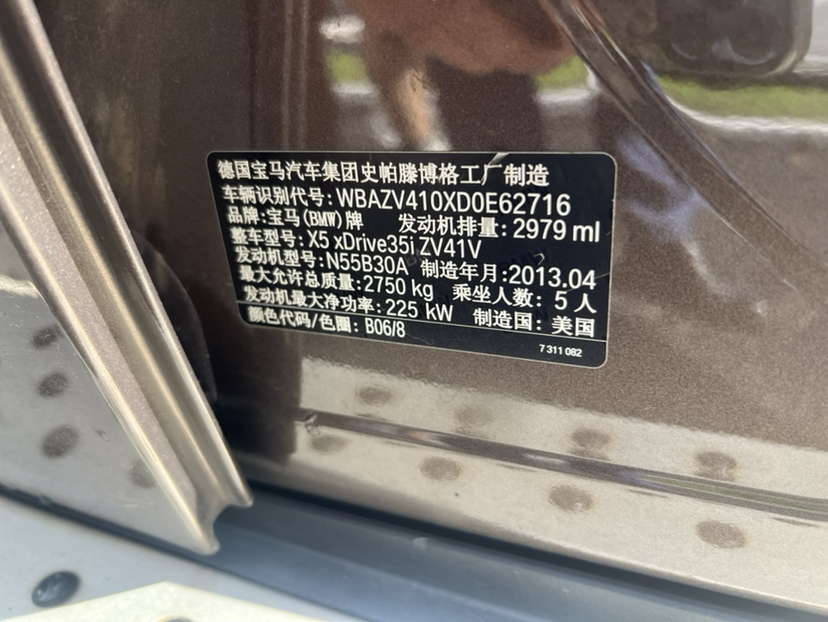 德国宝马汽车集团史帕滕博格工厂制造
车辆识别代号: WBAZV410XD0E62716
品牌: 宝马(BMW)牌 发动机排量: 2979 ml
整车型号: X5 xDrive35i ZV41V
发动机型号: N55B30A 制造年月: 2013.04
最大允许总质量: 2750 kg 乘坐人数: 5 人
发动机最大净功率: 225 kW 制造国: 美国
颜色代码/色圈: B06/8
7 311 082